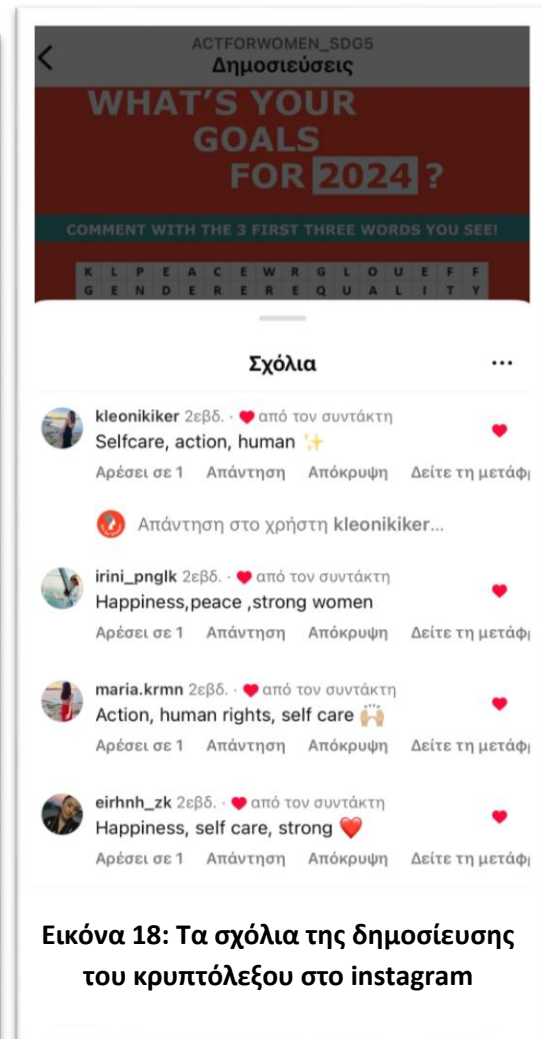 ACTFORWOMEN_SDG5
Δημοσιεύσεις
WHAT'S YOUR
GOALS
FOR 2024 ?
COMMENT WITH THE 3 FIRST THREE WORDS YOU SEE!
K L P E A C E W R G L O U E F F
G E N D E R E R E Q U A L I T Y
Σχόλια
kleonikiker 2εβδ. · ❤ από τον συντάκτη
Selfcare, action, human ✨
Αρέσει σε 1 Απάντηση Απόκρυψη Δείτε τη μετάφ
Απάντηση στο χρήστη kleonikiker...
irini_pnglk 2εβδ. · ❤ από τον συντάκτη
Happiness,peace ,strong women
Αρέσει σε 1 Απάντηση Απόκρυψη Δείτε τη μετάφ
maria.krmn 2εβδ. · ❤ από τον συντάκτη
Action, human rights, self care 🙌🏼
Αρέσει σε 1 Απάντηση Απόκρυψη Δείτε τη μετάφ
eirhnh_zk 2εβδ. · ❤ από τον συντάκτη
Happiness, self care, strong ❤️
Αρέσει σε 1 Απάντηση Απόκρυψη Δείτε τη μετάφ
Εικόνα 18: Τα σχόλια της δημοσίευσης
του κρυπτόλεξου στο instagram